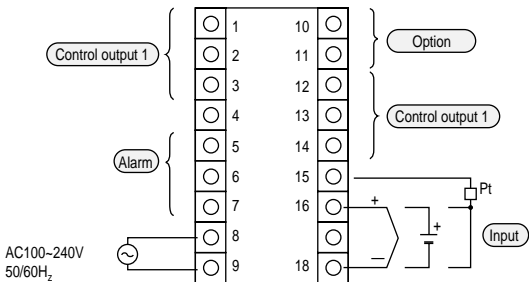 1 10
Control output 1 2 11 Option
3 12
4 13 Control output 1
Alarm 5 14
6 15 Pt
7 16 +
8 + Input
AC100~240V
50/60Hz 9 18 −